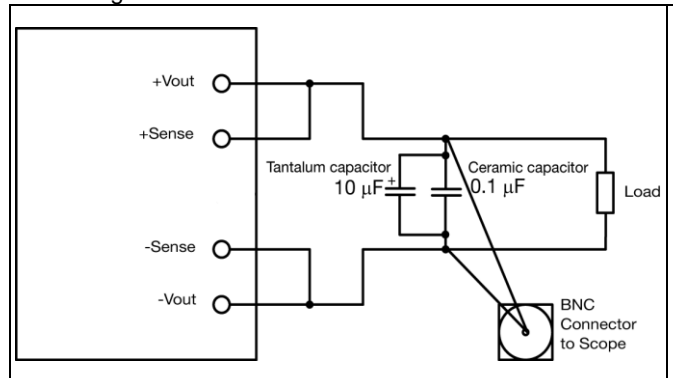 +Vout
+Sense
Tantalum capacitor
10 μF
+
Ceramic capacitor
0.1 μF
Load
-Sense
-Vout
BNC
Connector
to Scope